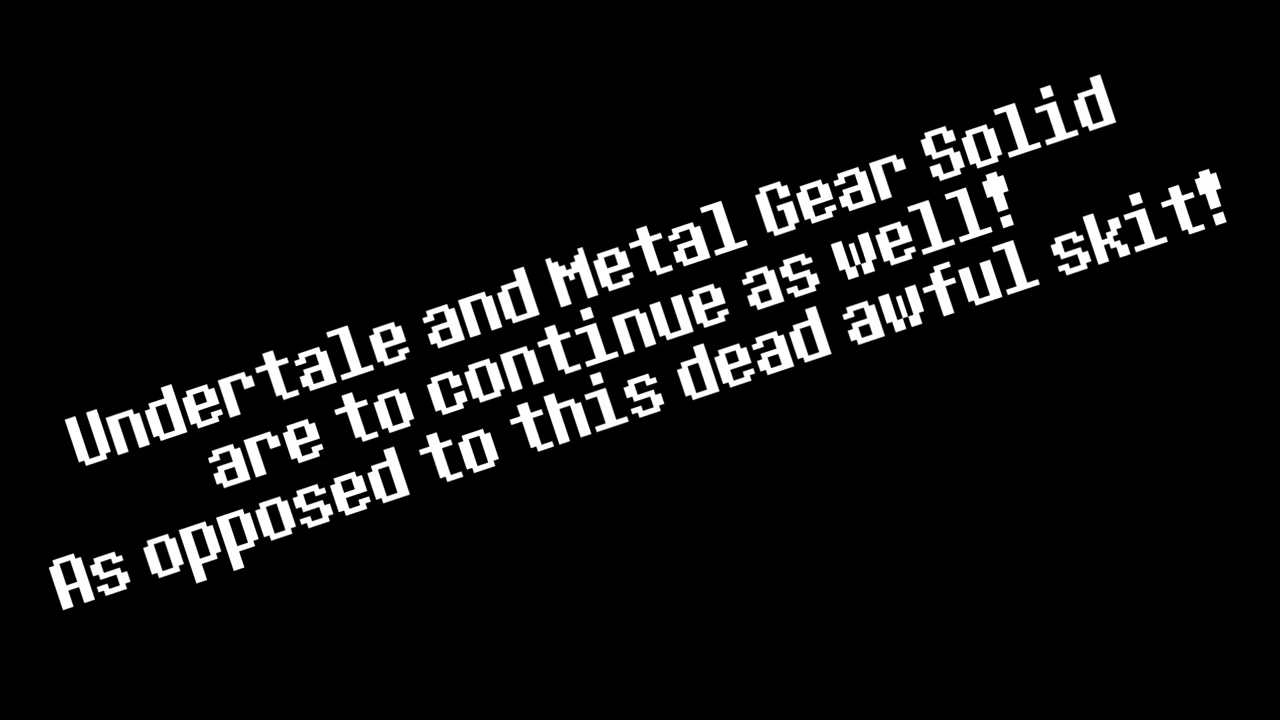 Undertale and Metal Gear Solid
are to continue as well!
As opposed to this dead awful skit!